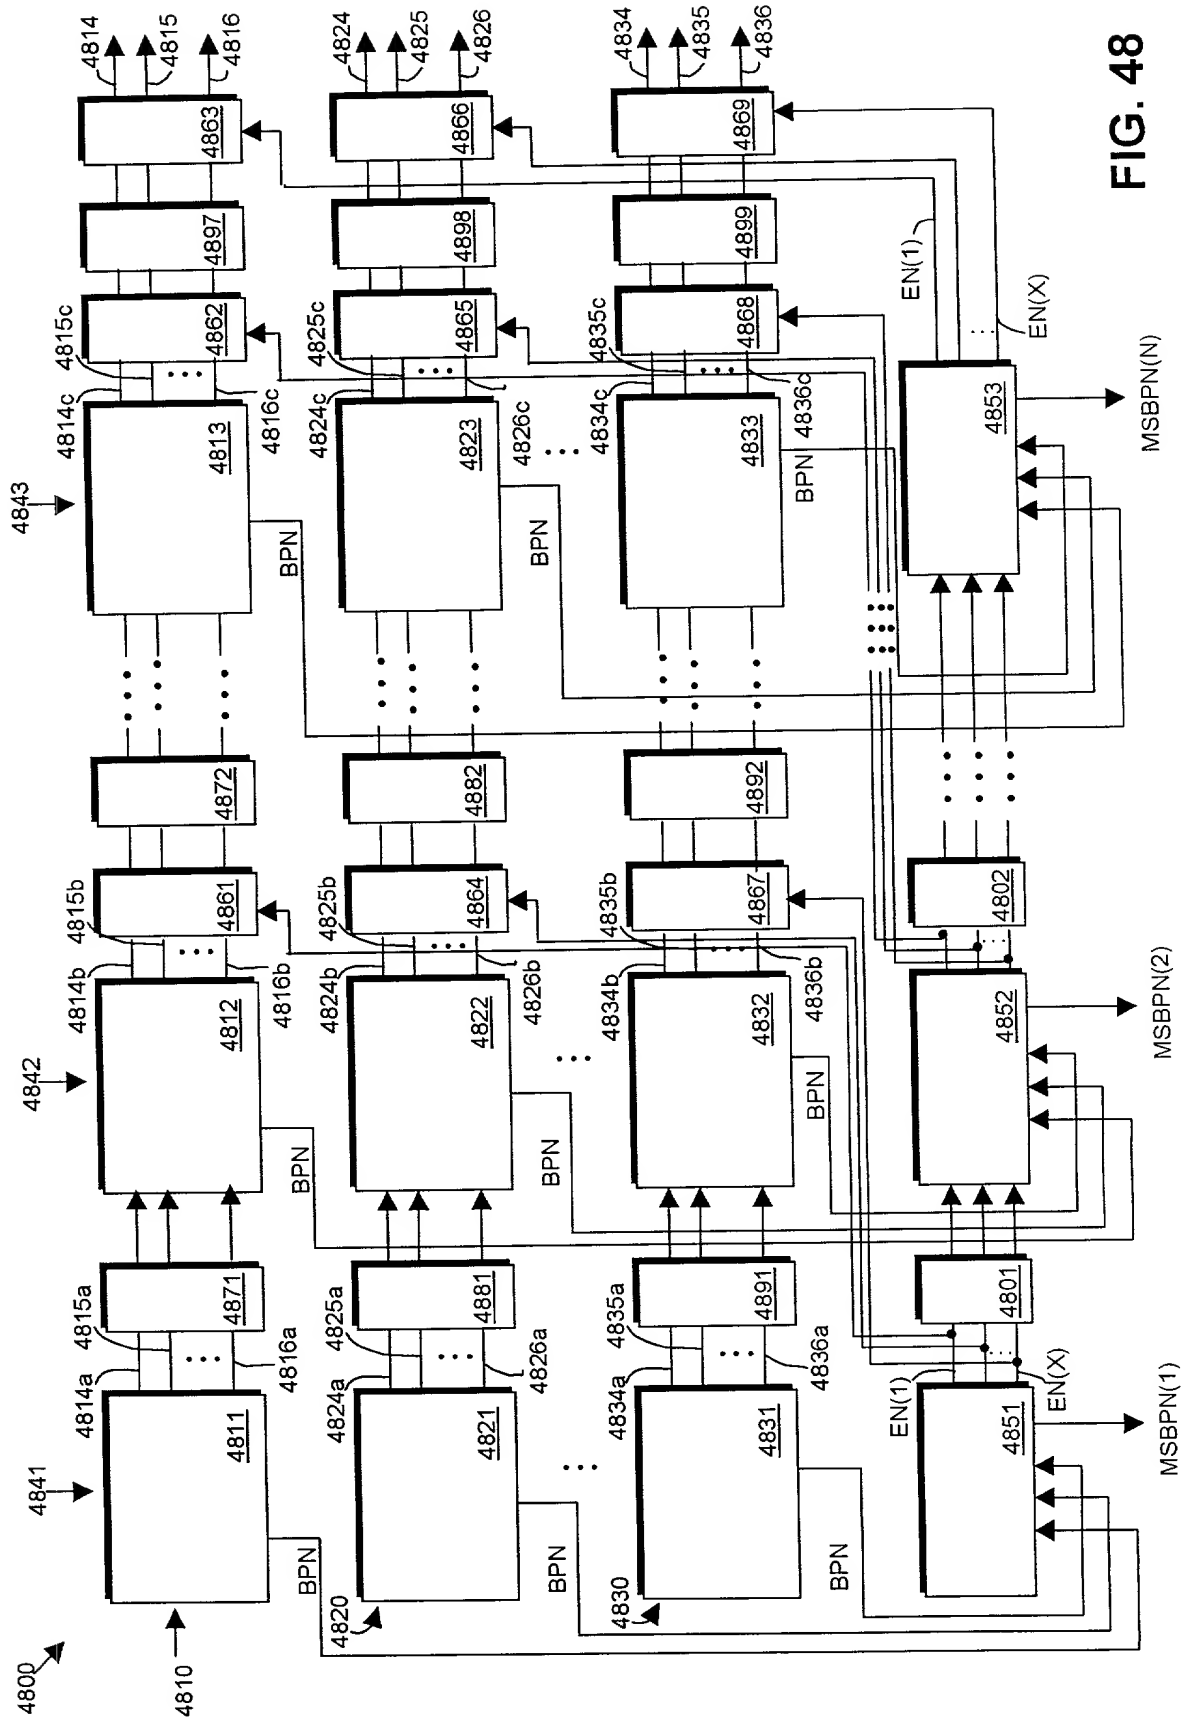 4800
4810
4841
4811
4814a
4815a
4816a
4871
4842
4812
4814b
4815b
4816b
4861
4872
4843
4813
4814c
4815c
4816c
4862
4897
4863
4814
4815
4816
BPN
BPN
BPN
4820
4821
4824a
4825a
4826a
4881
4822
4824b
4825b
4826b
4864
4882
4823
4824c
4825c
4826c
4865
4898
4866
4824
4825
4826
BPN
BPN
BPN
4830
4831
4834a
4835a
4836a
4891
4832
4834b
4835b
4836b
4867
4892
4833
4834c
4835c
4836c
4868
4899
4869
4834
4835
4836
BPN
BPN
BPN
4851
EN(1)
EN(X)
4801
4852
4802
4853
EN(1)
EN(X)
MSBPN(1)
MSBPN(2)
MSBPN(N)
FIG. 48